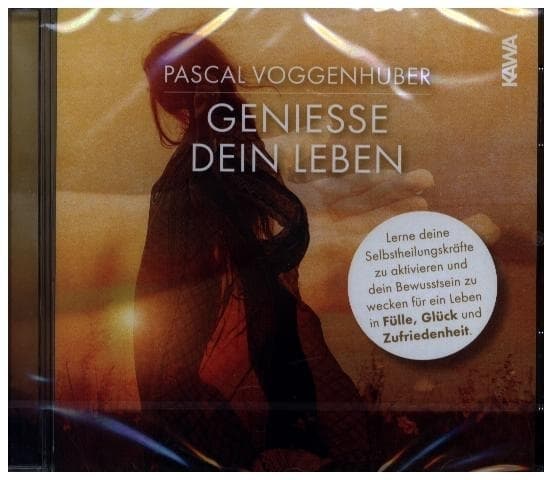 PASCAL VOGGENHUBER
KAWA
GENIESSE
DEIN LEBEN
Lerne deine
Selbstheilungskräfte
zu aktivieren und
dein Bewusstsein zu
wecken für ein Leben
in Fülle, Glück und
Zufriedenheit.